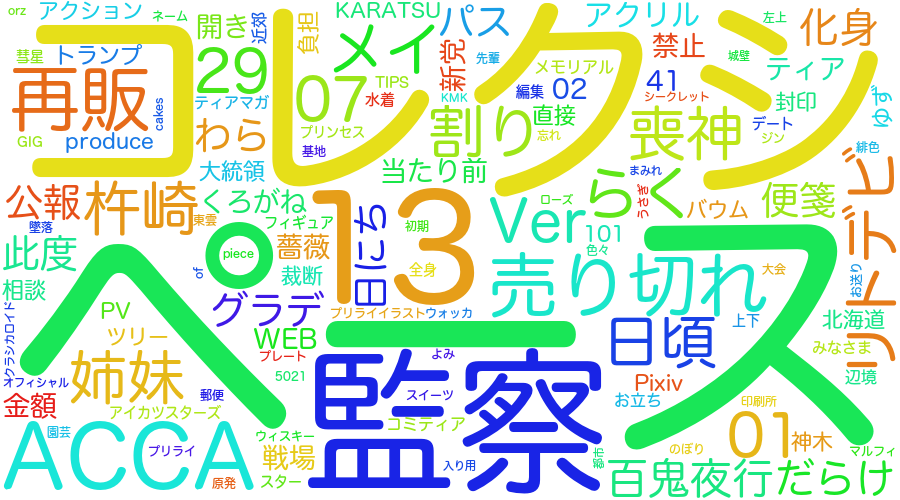 orz
アクション
ネーム
開き
近郊
負担
KARATSU
パス
アクリル
左上
化身
彗星
トランプ
29
メイ
新党
先輩
禁止
城壁
コレクション
再販
cakes
ティアマガ
07
TIPS
メモリアル
41
ティア
水着
KMK
編集
02
シークレット
封印
ゆず
GIG
produce
わら
プリンセス
割り
直接
忘れ
喪神
デート
ジン
緋色
基地
大統領
当たり前
まみれ
公報
杵崎
くろがね
日にち
13
らく
うさぎ
便箋
リトデビ
墜落
東雲
フィギュア
初期
Ver
ローズ
バウム
此度
piece
薔薇
101
色々
of
裁断
全身
売り切れ
大会
お送り
相談
ペース
グラデ
プリライイラスト
ウォッカ
上下
北海道
クラシカロイド
PV
ツリー
WEB
日頃
みなさま
姉妹
プレート
よみ
監察
オフィシャル
5021
Pixiv
辺境
金額
郵便
スイーツ
お立ち
印刷所
アイカツスターズ
コミティア
01
ACCA
園芸
プリライ
ウィスキー
戦場
神木
マルフィ
のぼり
入り用
都市
原発
スター
百鬼夜行
だらけ